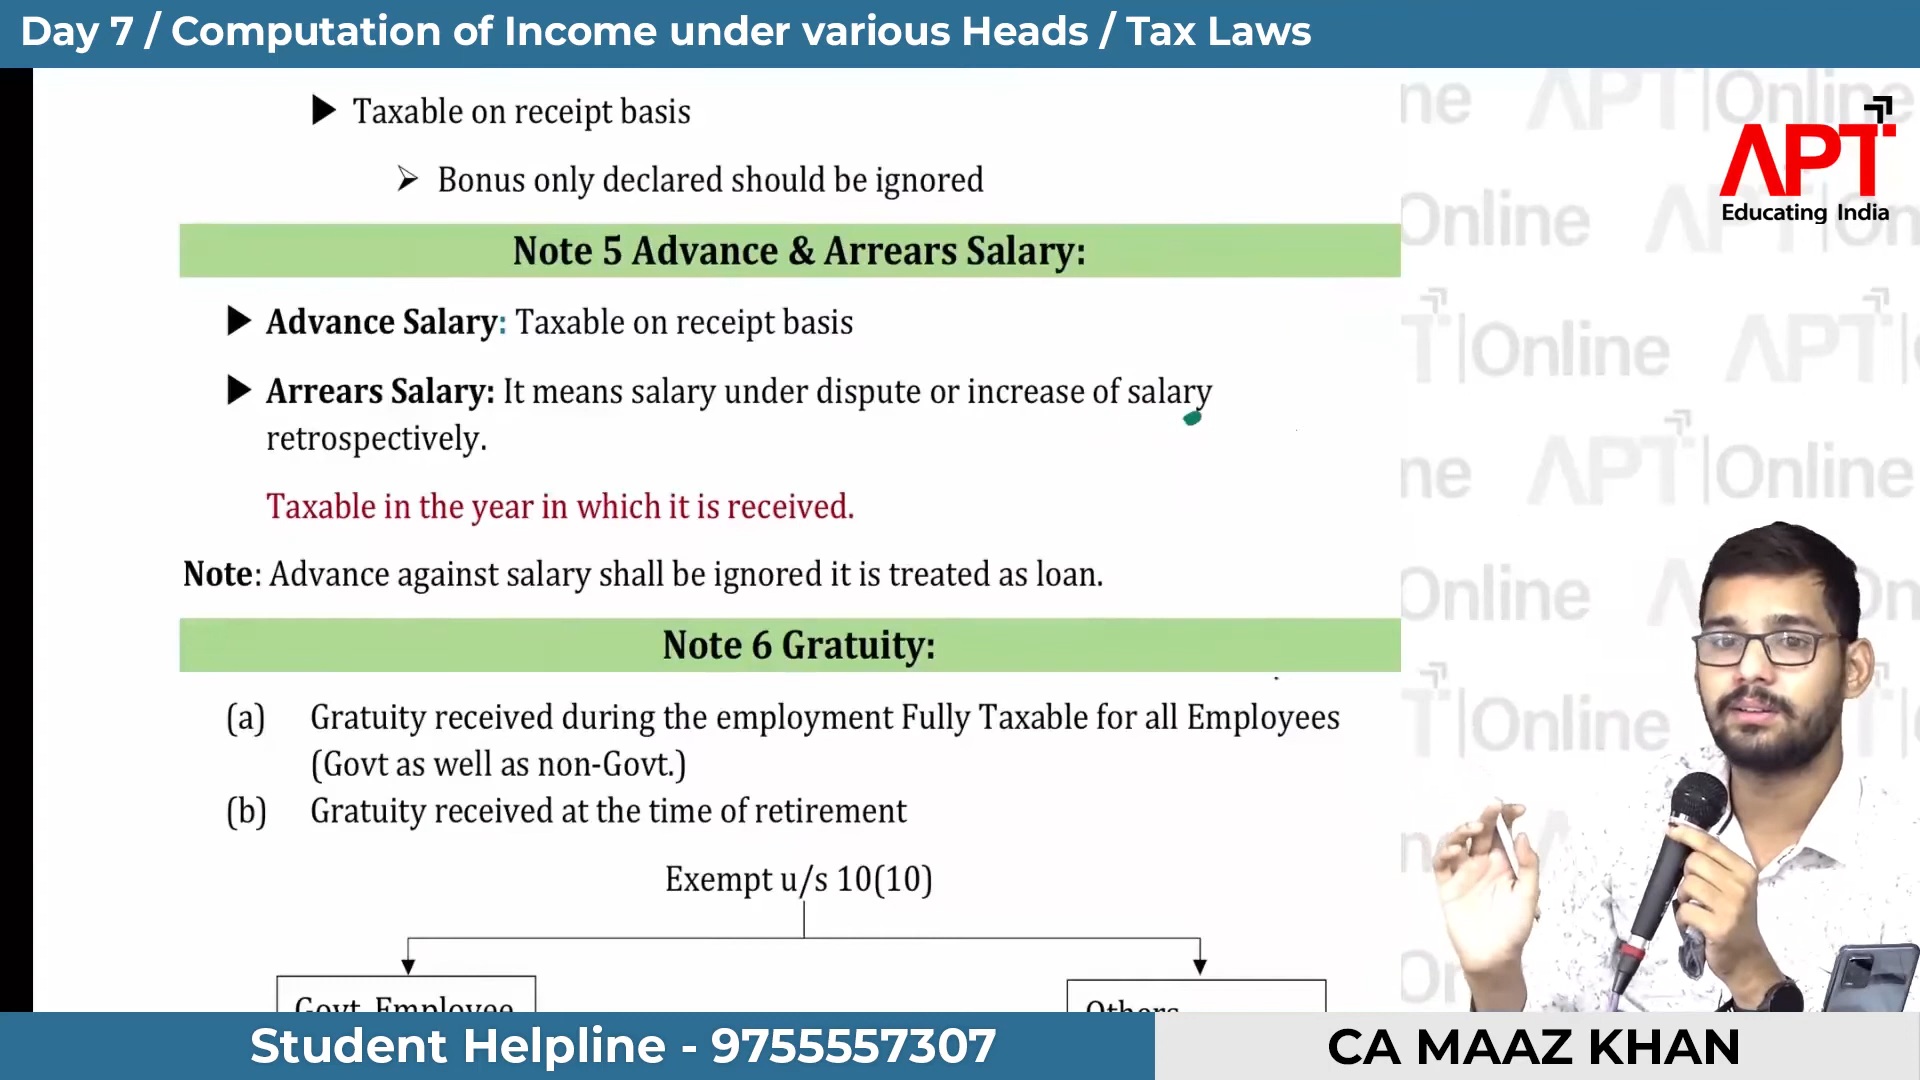 Day 7 / Computation of Income under various Heads / Tax Laws
Taxable on receipt basis
Bonus only declared should be ignored
Note 5 Advance & Arrears Salary:
Advance Salary: Taxable on receipt basis
Arrears Salary: It means salary under dispute or increase of salary
retrospectively.
Taxable in the year in which it is received.
Note: Advance against salary shall be ignored it is treated as loan.
Note 6 Gratuity:
(a) Gratuity received during the employment Fully Taxable for all Employees
(Govt as well as non-Govt.)
(b) Gratuity received at the time of retirement
Exempt u/s 10(10)
Govt. Employee
Others
APT
Educating India
APT|Online
Student Helpline - 9755557307
CA MAAZ KHAN